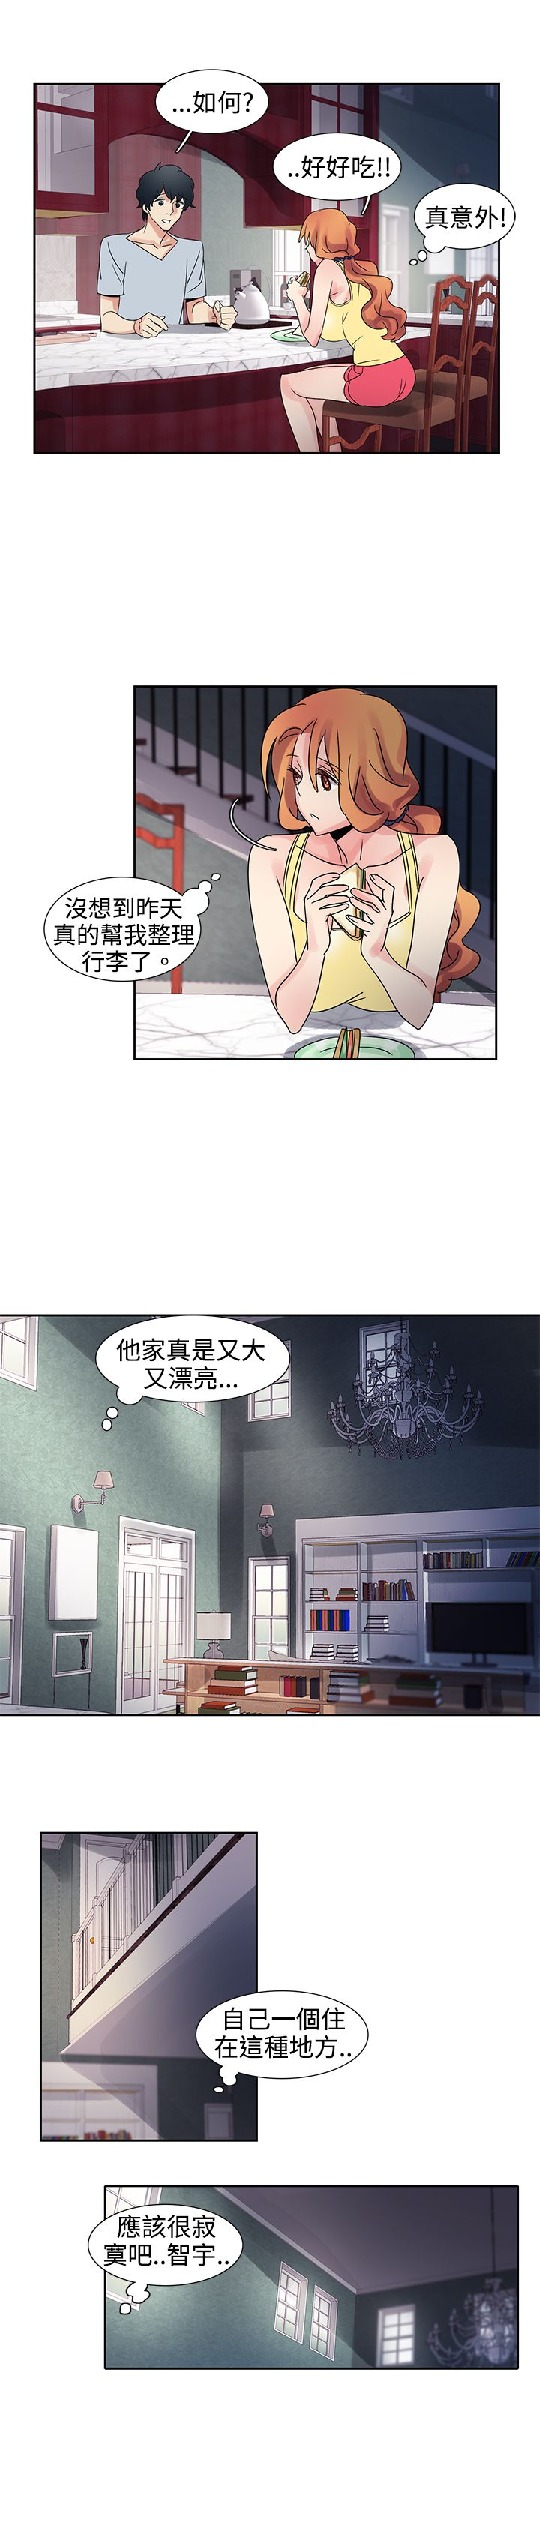 ...如何?
..好好吃!!
真意外!
沒想到昨天
真的幫我整理
行李了。
他家真是又大
又漂亮...
自己一個住
在這種地方..
應該很寂
寞吧..智宇..